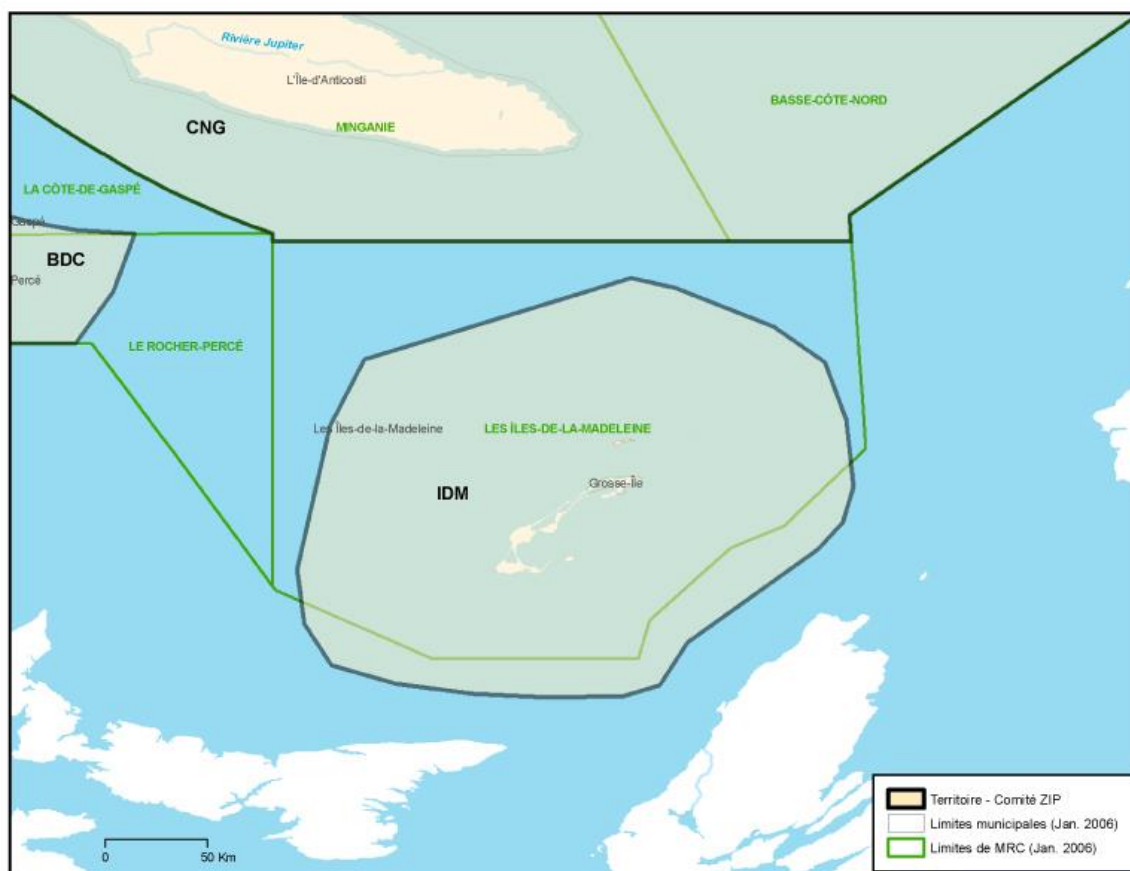 Rivière Jupiter
L'Île-d'Anticosti
BASSE-CÔTE-NORD
CNG
MINGANIE
LA CÔTE-DE-GASPÉ
Gaspé
BDC
Percé
LE ROCHER-PERCÉ
Les Îles-de-la-Madeleine
LES ÎLES-DE-LA-MADELEINE
Grosse-Île
IDM
Territoire - Comité ZIP
Limites municipales (Jan. 2006)
Limites de MRC (Jan. 2006)
0 50 Km